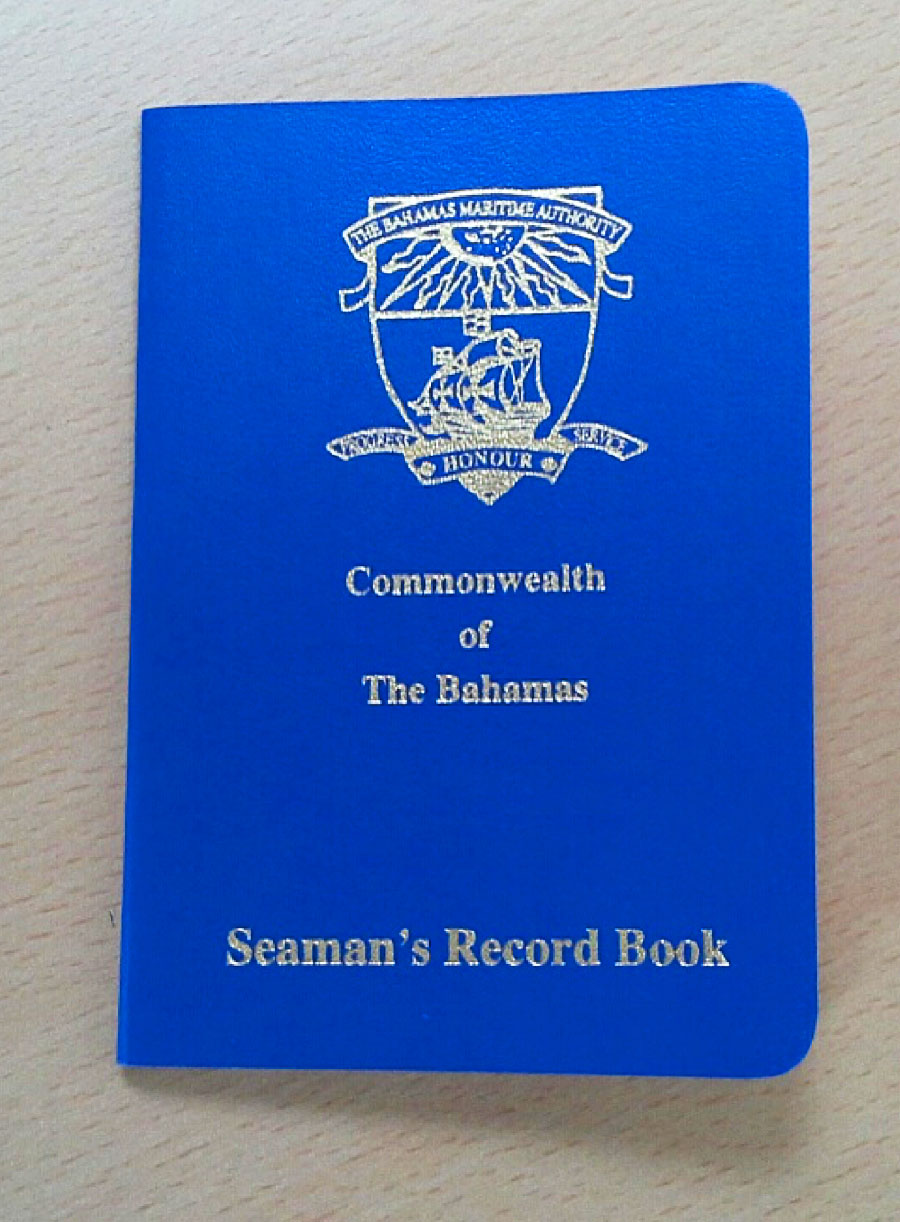 THE BAHAMAS MARITIME AUTHORITY
PROGRESS
HONOUR
SERVICE
Commonwealth
of
The Bahamas
Seaman's Record Book